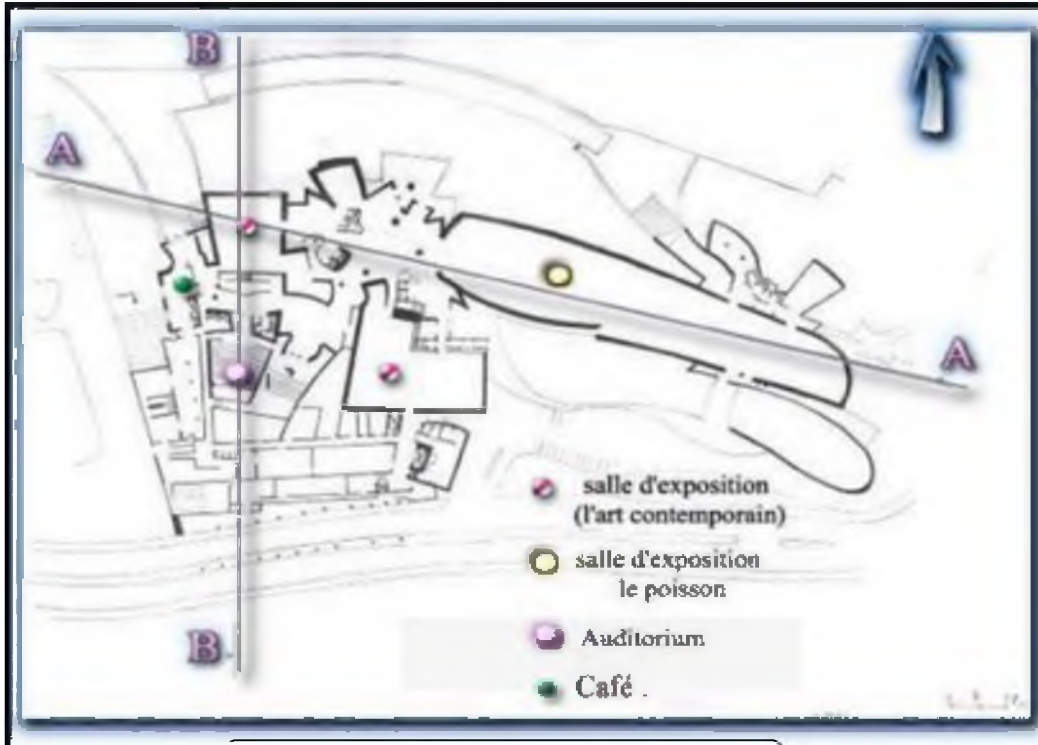 B
A
A
salle d'exposition
(l'art contemporain)
salle d'exposition
le poisson
B
Auditorium
Café .